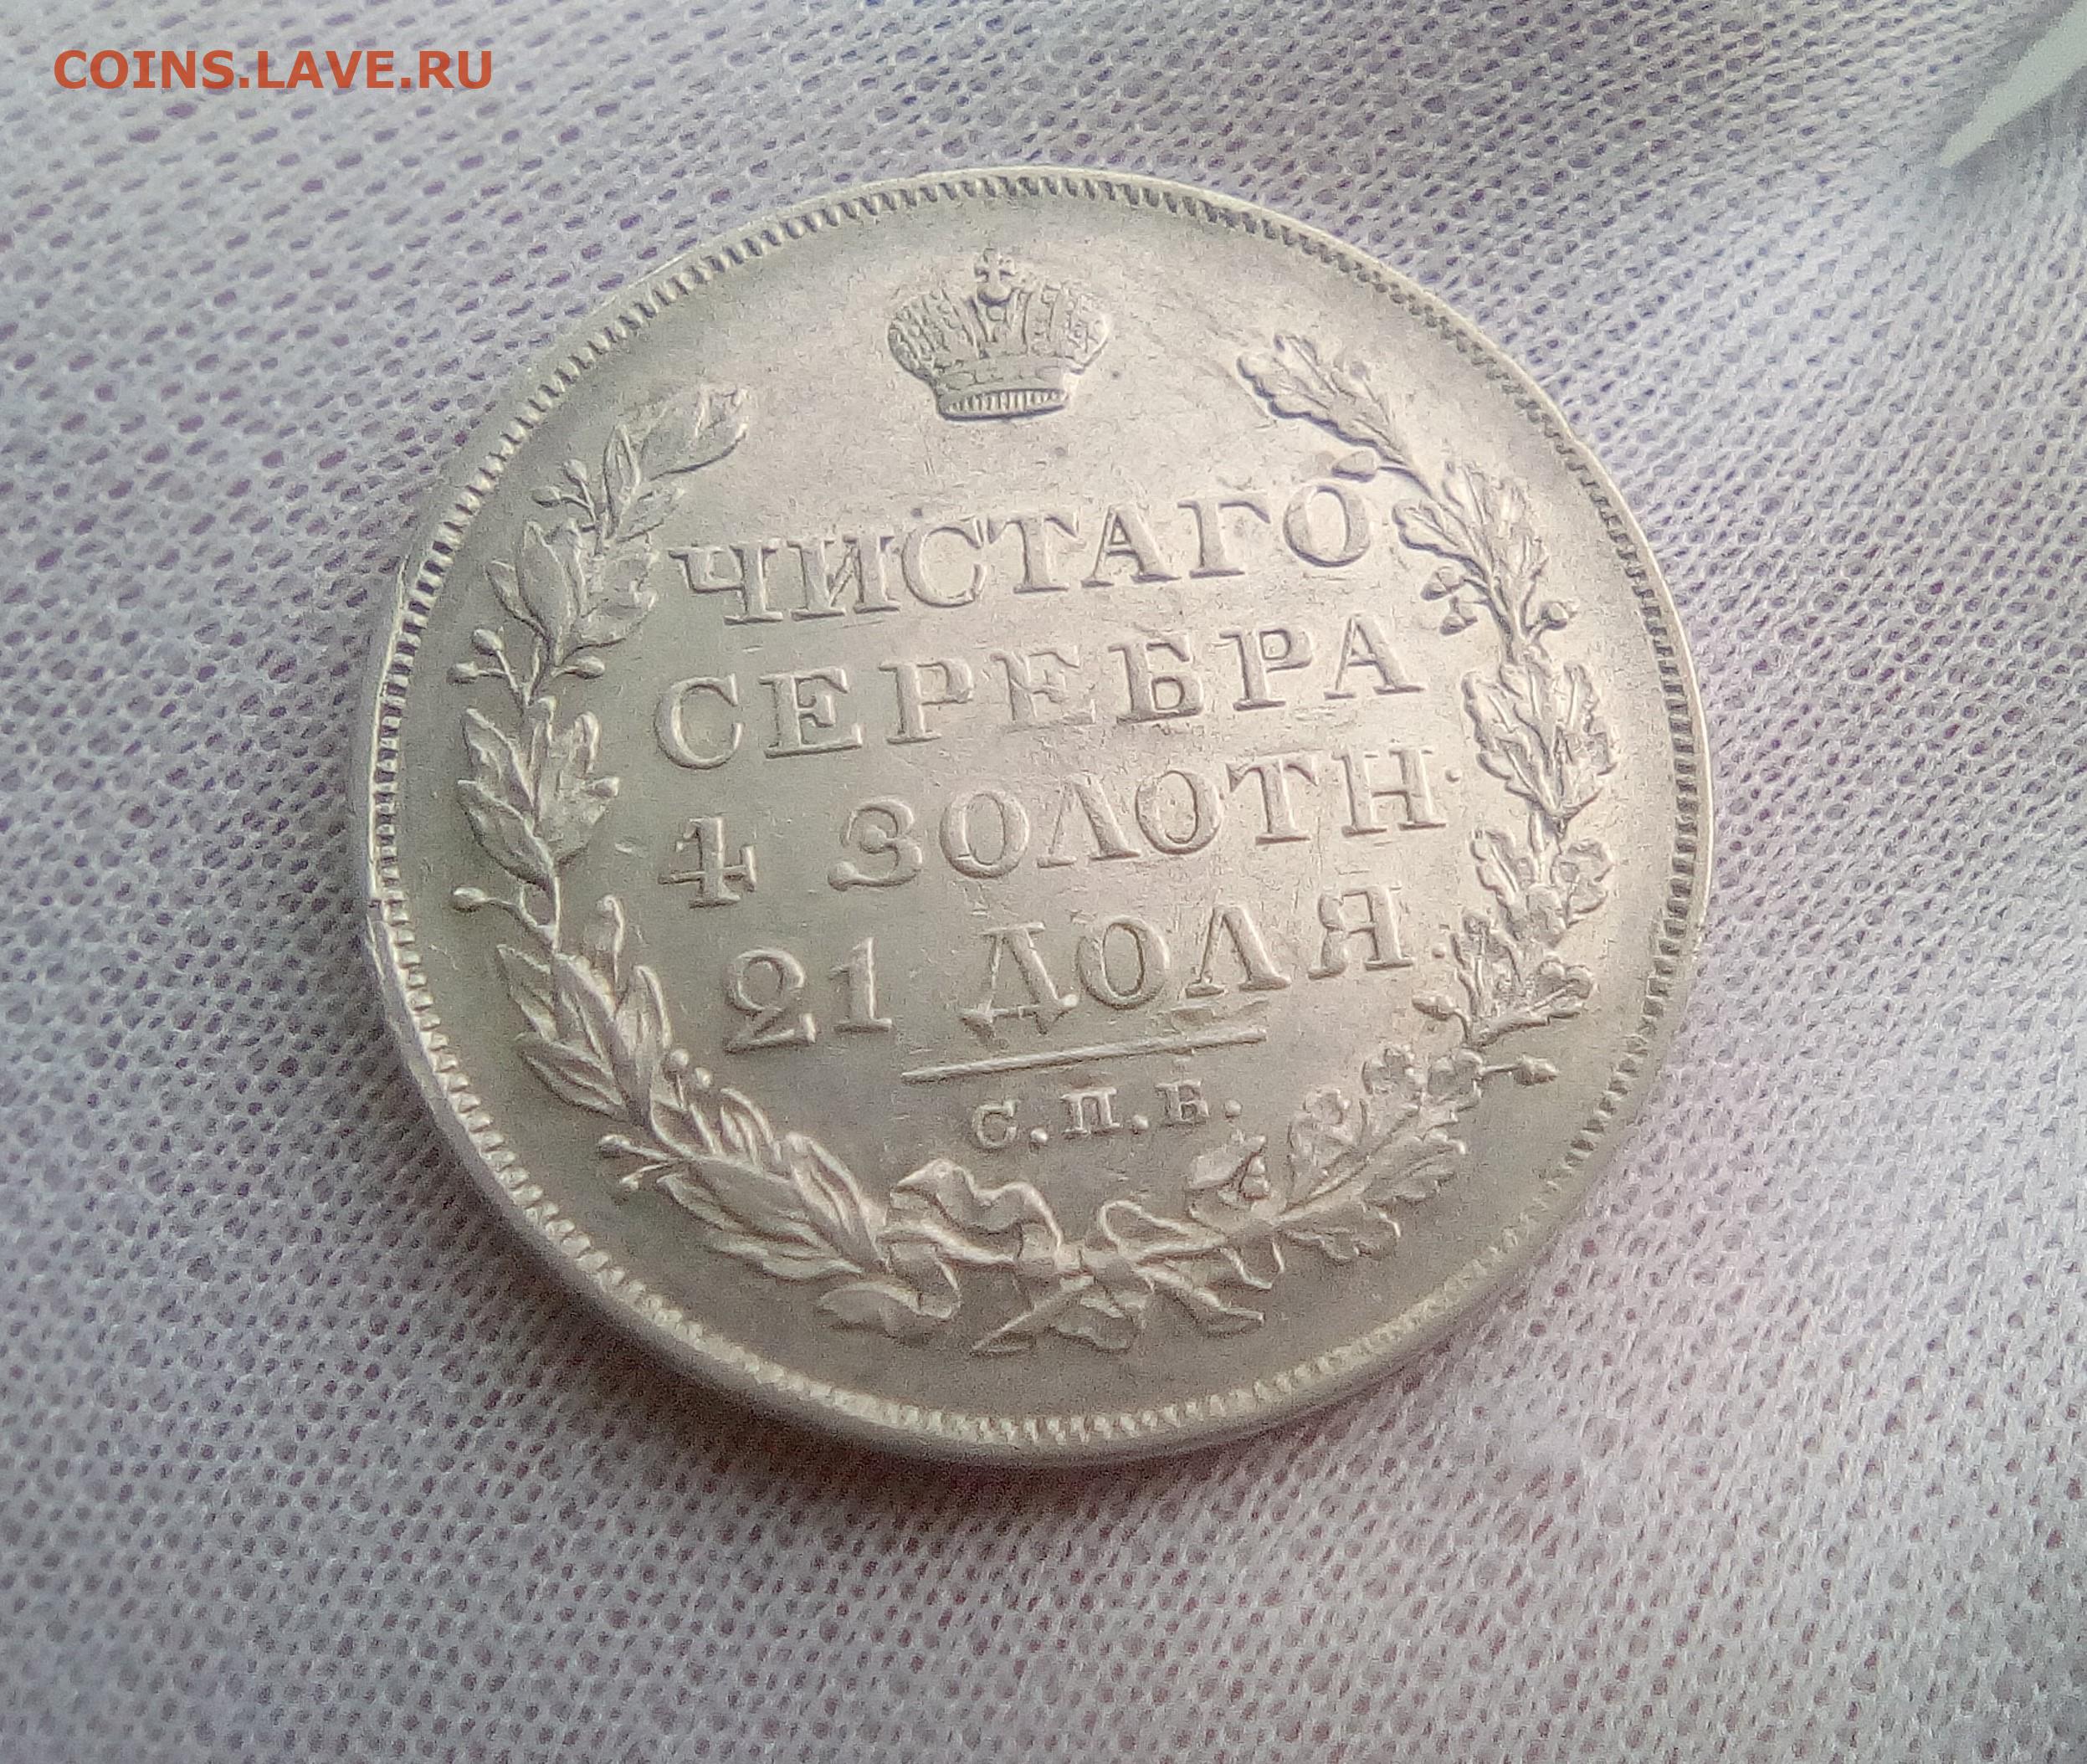 COINS.LAVE.RU
ЧИСТАГО
СЕРЕБРА
4 ЗОЛОТН·
21 ДОЛЯ·
С.П.Б.